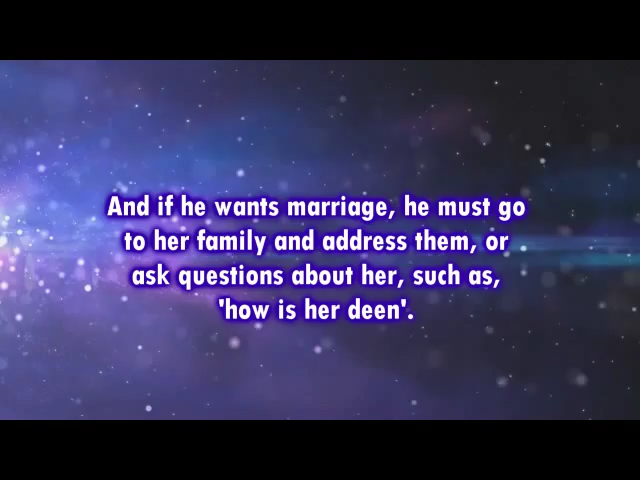 And if he wants marriage, he must go
to her family and address them, or
ask questions about her, such as,
'how is her deen'.